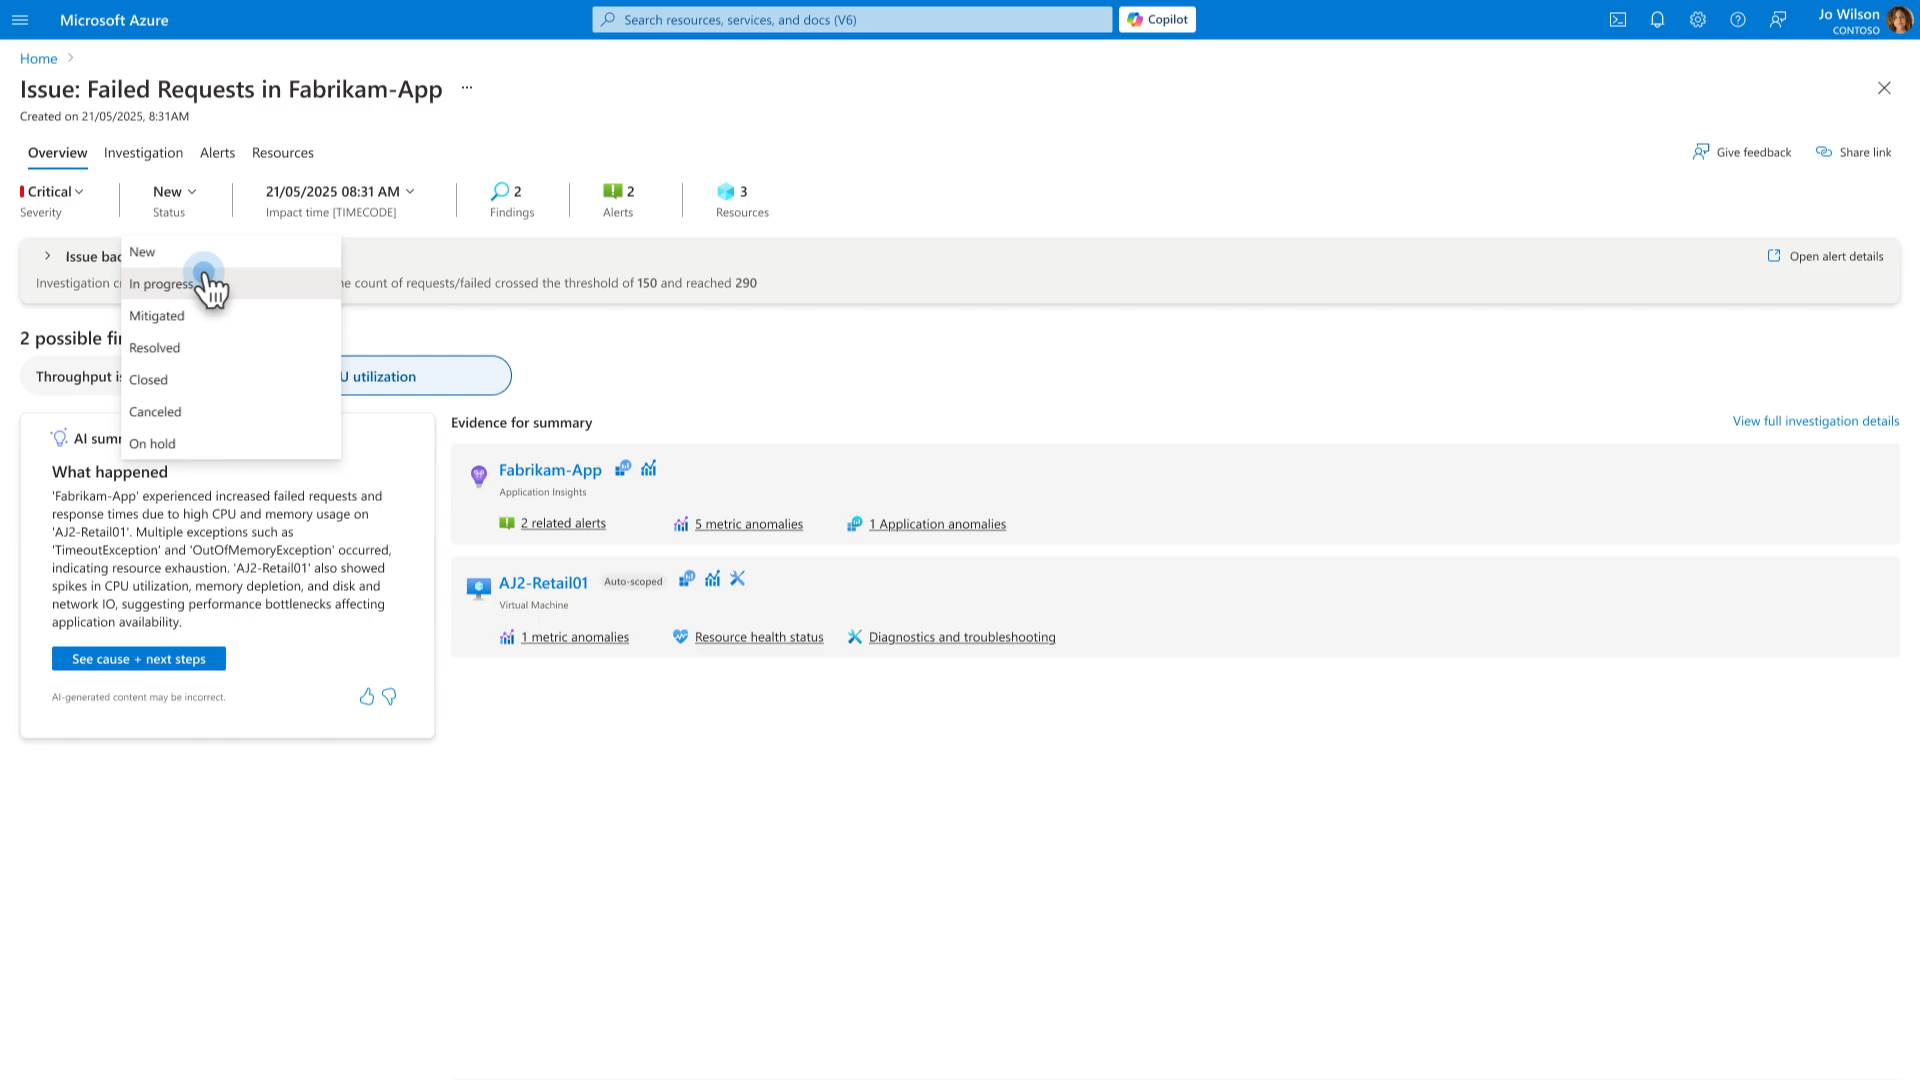 Microsoft Azure
Search resources, services, and docs (V6)
Copilot
Jo Wilson
CONTOSO
Home
Issue: Failed Requests in Fabrikam-App ...
Created on 21/05/2025, 8:31AM
Overview Investigation Alerts Resources
Give feedback Share link
Critical New 21/05/2025 08:31 AM 2 2 3
Severity Status Impact time [TIMECODE] Findings Alerts Resources
New
In progress
Mitigated
Resolved
Closed
Canceled
On hold
Issue
Open alert details
Investigation count of requests/failed crossed the threshold of 150 and reached 290
2 possible
Throughput
utilization
AI
What happened
'Fabrikam-App' experienced increased failed requests and
response times due to high CPU and memory usage on
'AJ2-Retail01'. Multiple exceptions such as
'TimeoutException' and 'OutOfMemoryException' occurred,
indicating resource exhaustion. 'AJ2-Retail01' also showed
spikes in CPU utilization, memory depletion, and disk and
network IO, suggesting performance bottlenecks affecting
application availability.
See cause + next steps
AI-generated content may be incorrect.
Evidence for summary
View full investigation details
Fabrikam-App
Application Insights
2 related alerts 5 metric anomalies 1 Application anomalies
AJ2-Retail01 Auto-scoped
Virtual Machine
1 metric anomalies Resource health status Diagnostics and troubleshooting